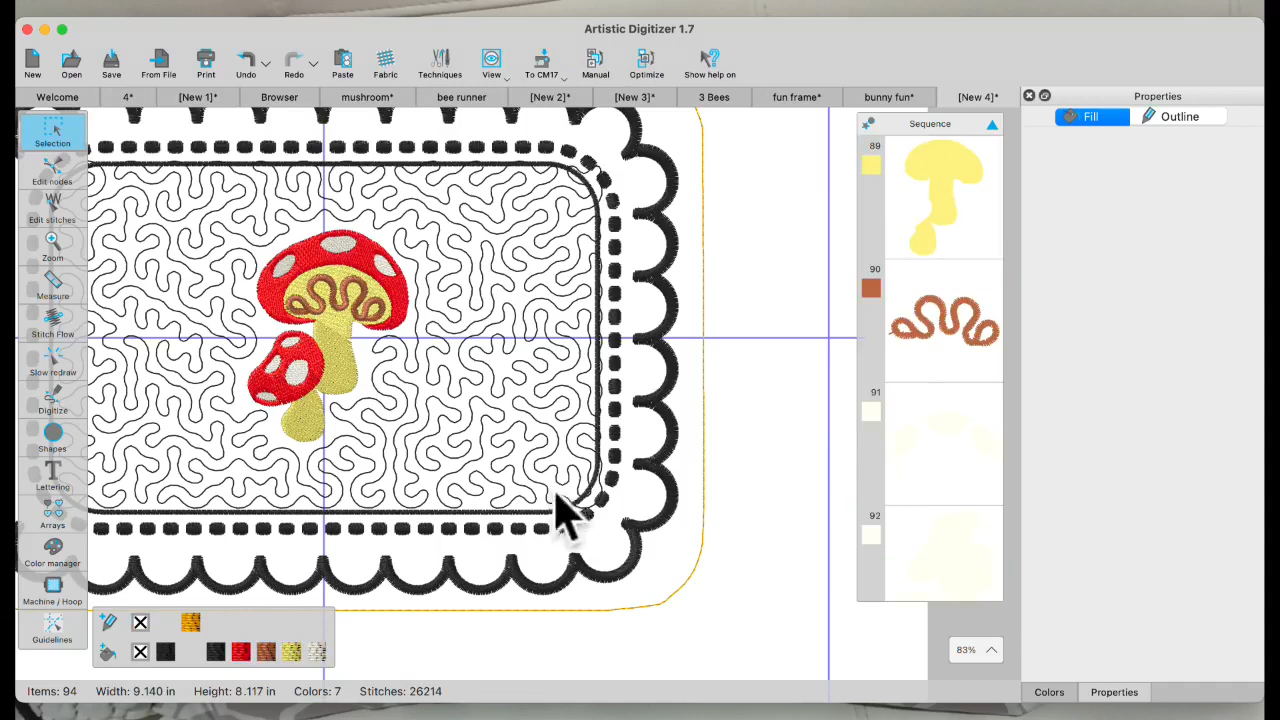 Artistic Digitizer 1.7
New Open Save From File Print Undo Redo Paste Fabric Techniques View To CM17 Manual Optimize Show help on
Welcome 4* [New 1]* Browser mushroom* bee runner [New 2]* [New 3]* 3 Bees fun frame* bunny fun* [New 4]*
Properties
Fill Outline
Selection
Edit nodes
Edit stitches
Zoom
Measure
Stitch Flow
Slow redraw
Digitize
Shapes
Lettering
Arrays
Color manager
Machine / Hoop
Guidelines
Sequence
89
90
91
92
83%
Items: 94 Width: 9.140 in Height: 8.117 in Colors: 7 Stitches: 26214
Colors Properties